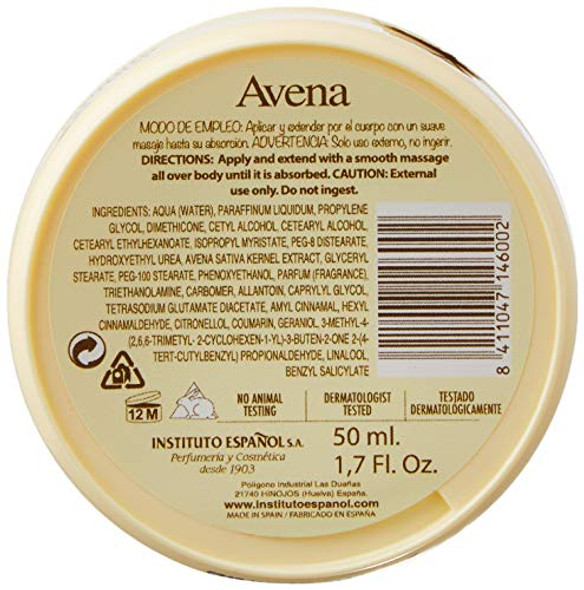 Avena
MODO DE EMPLEO: Aplicar y extender por el cuerpo con un suave
masaje hasta su absorción. ADVERTENCIA: Solo uso externo, no ingerir.
DIRECTIONS: Apply and extend with a smooth massage
all over body until it is absorbed. CAUTION: External
use only. Do not ingest.
INGREDIENTS: AQUA (WATER), PARAFFINUM LIQUIDUM, PROPYLENE
GLYCOL, DIMETHICONE, CETYL ALCOHOL, CETEARYL ALCOHOL,
CETEARYL ETHYLHEXANOATE, ISOPROPYL MYRISTATE, PEG-8 DISTEARATE,
HYDROXYETHYL UREA, AVENA SATIVA KERNEL EXTRACT, GLYCERYL
STEARATE, PEG-100 STEARATE, PHENOXYETHANOL, PARFUM (FRAGRANCE),
TRIETHANOLAMINE, CARBOMER, ALLANTOIN, CAPRYLYL GLYCOL,
TETRASODIUM GLUTAMATE DIACETATE, AMYL CINNAMAL, HEXYL
CINNAMALDEHYDE, CITRONELLOL, COUMARIN, GERANIOL, 3-METHYL-4-
(2,6,6-TRIMETYL- 2-CYCLOHEXEN-1-YL)-3-BUTEN-2-ONE 2-(4-
TERT-CUTYLBENZYL) PROPIONALDEHYDE, LINALOOL,
BENZYL SALICYLATE
8 411047 146002
12 M
NO ANIMAL
TESTING
DERMATOLOGIST
TESTED
TESTADO
DERMATOLÓGICAMENTE
INSTITUTO ESPAÑOL S.A.
Perfumería y Cosmética
desde 1903
50 ml.
1,7 Fl. Oz.
Polígono Industrial Las Dueñas
21740 HINOJOS (Huelva) España.
www.institutoespanol.com
MADE IN SPAIN / FABRICADO EN ESPAÑA